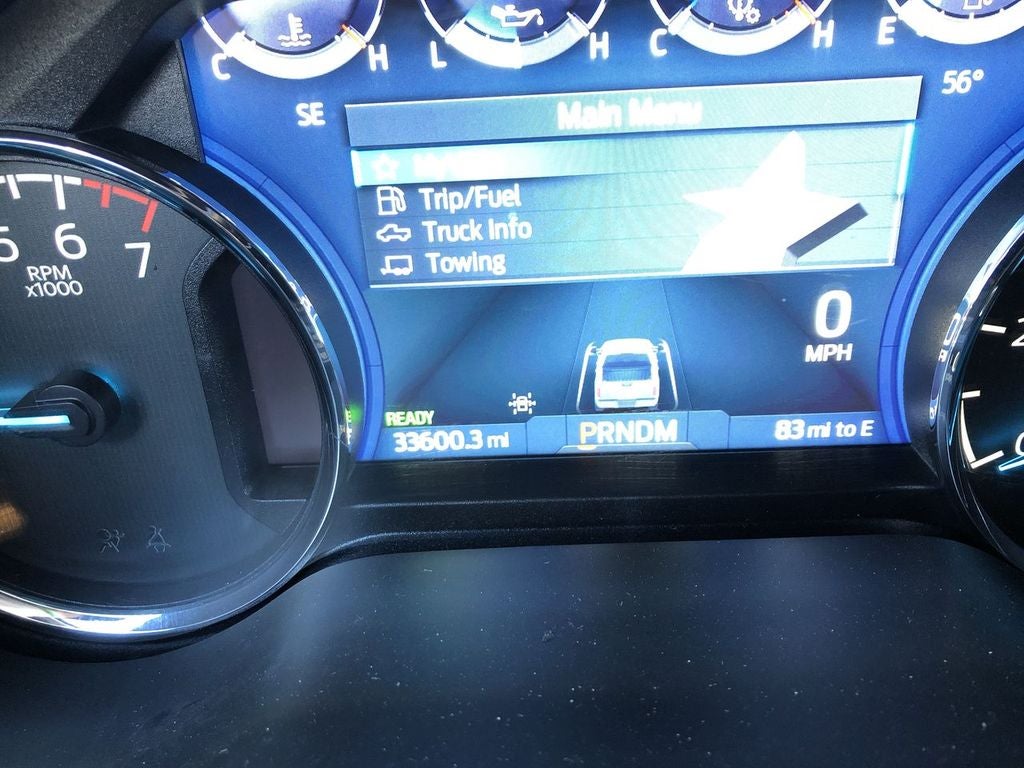 C H L H C H E
SE
56°
Main Menu
Trip/Fuel
Truck Info
Towing
5 6 7
RPM
x1000
0
MPH
READY
33600.3 mi
PRNDM
83 mi to E
0